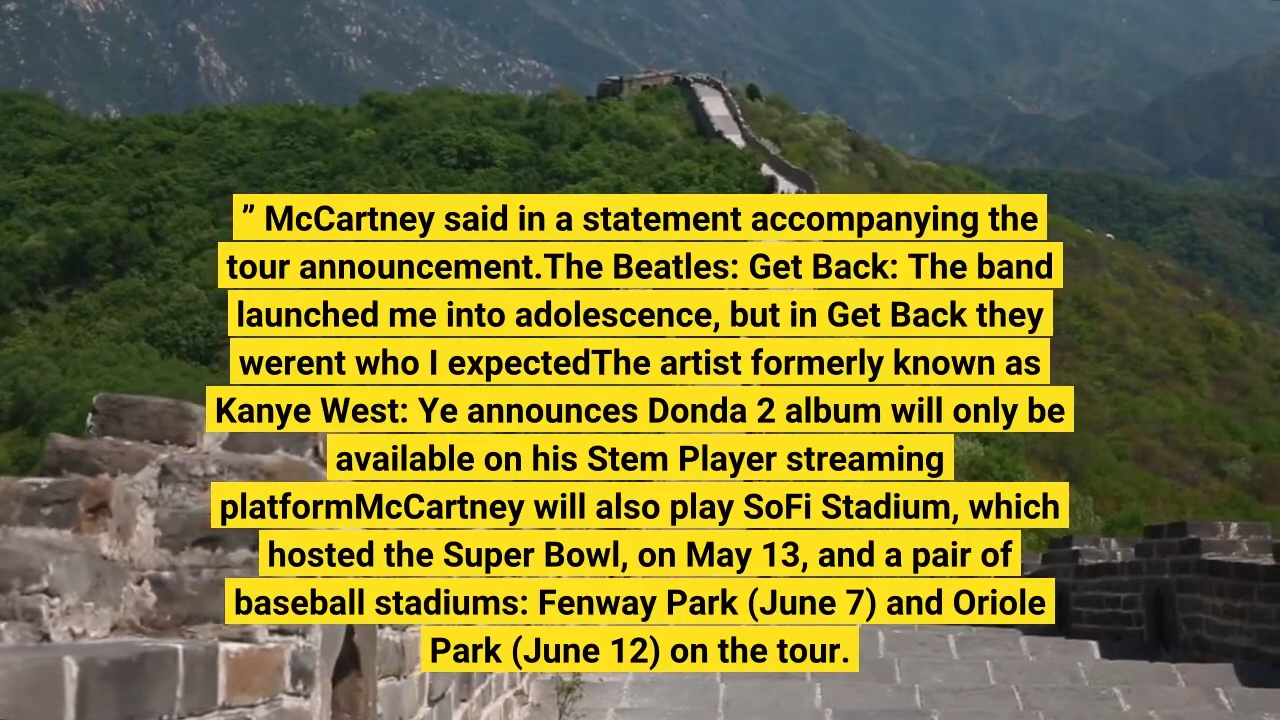 ” McCartney said in a statement accompanying the
tour announcement.The Beatles: Get Back: The band
launched me into adolescence, but in Get Back they
werent who I expectedThe artist formerly known as
Kanye West: Ye announces Donda 2 album will only be
available on his Stem Player streaming
platformMcCartney will also play SoFi Stadium, which
hosted the Super Bowl, on May 13, and a pair of
baseball stadiums: Fenway Park (June 7) and Oriole
Park (June 12) on the tour.